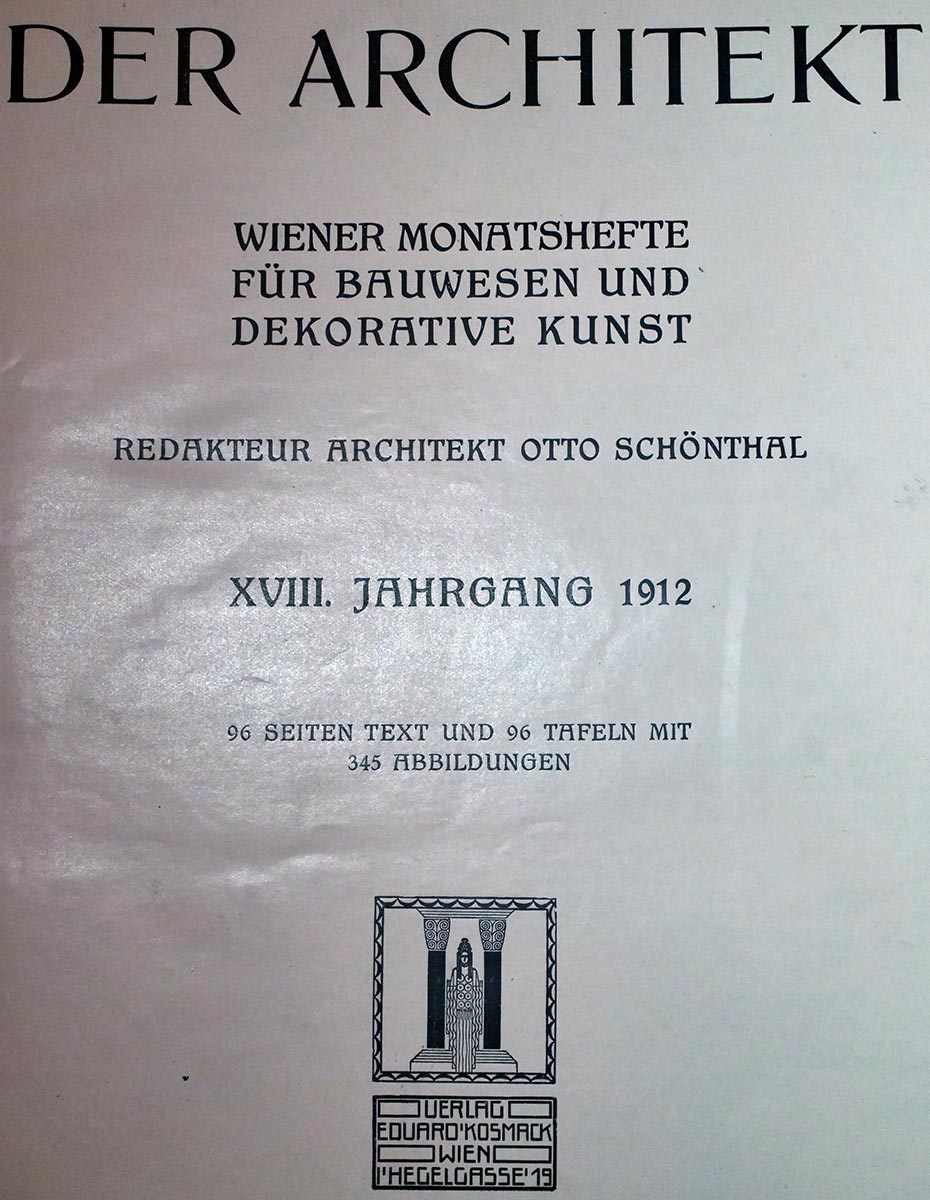 DER ARCHITEKT
WIENER MONATSHEFTE
FÜR BAUWESEN UND
DEKORATIVE KUNST
REDAKTEUR ARCHITEKT OTTO SCHÖNTHAL
XVIII. JAHRGANG 1912
96 SEITEN TEXT UND 96 TAFELN MIT
345 ABBILDUNGEN
VERLAG
EDUARD'KOSMACK
WIEN
I'HEGELGASSE'19